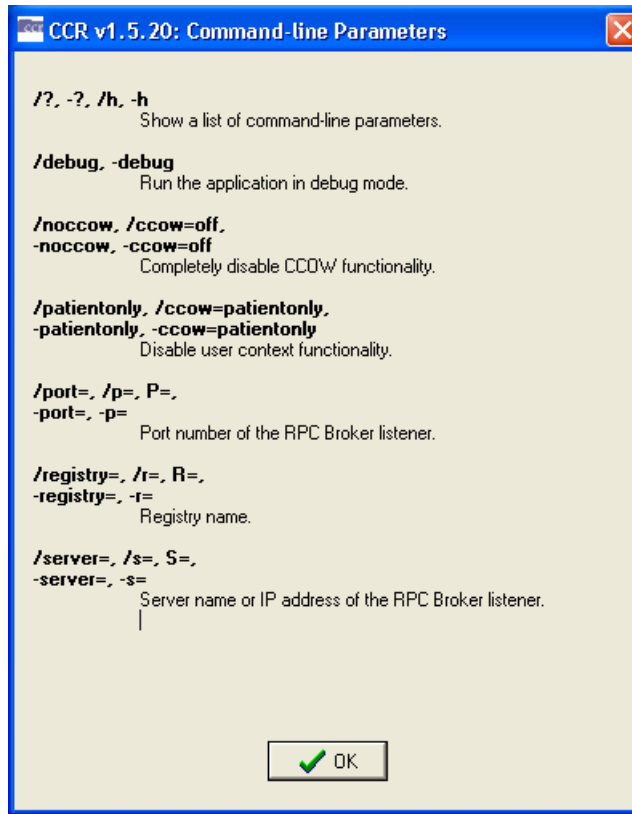 CCR v1.5.20: Command-line Parameters
/?, -?, /h, -h
Show a list of command-line parameters.
/debug, -debug
Run the application in debug mode.
/noccow, /ccow=off,
-noccow, -ccow=off
Completely disable CCOW functionality.
/patientonly, /ccow=patientonly,
-patientonly, -ccow=patientonly
Disable user context functionality.
/port=, /p=, P=,
-port=, -p=
Port number of the RPC Broker listener.
/registry=, /r=, R=,
-registry=, -r=
Registry name.
/server=, /s=, S=,
-server=, -s=
Server name or IP address of the RPC Broker listener.
OK